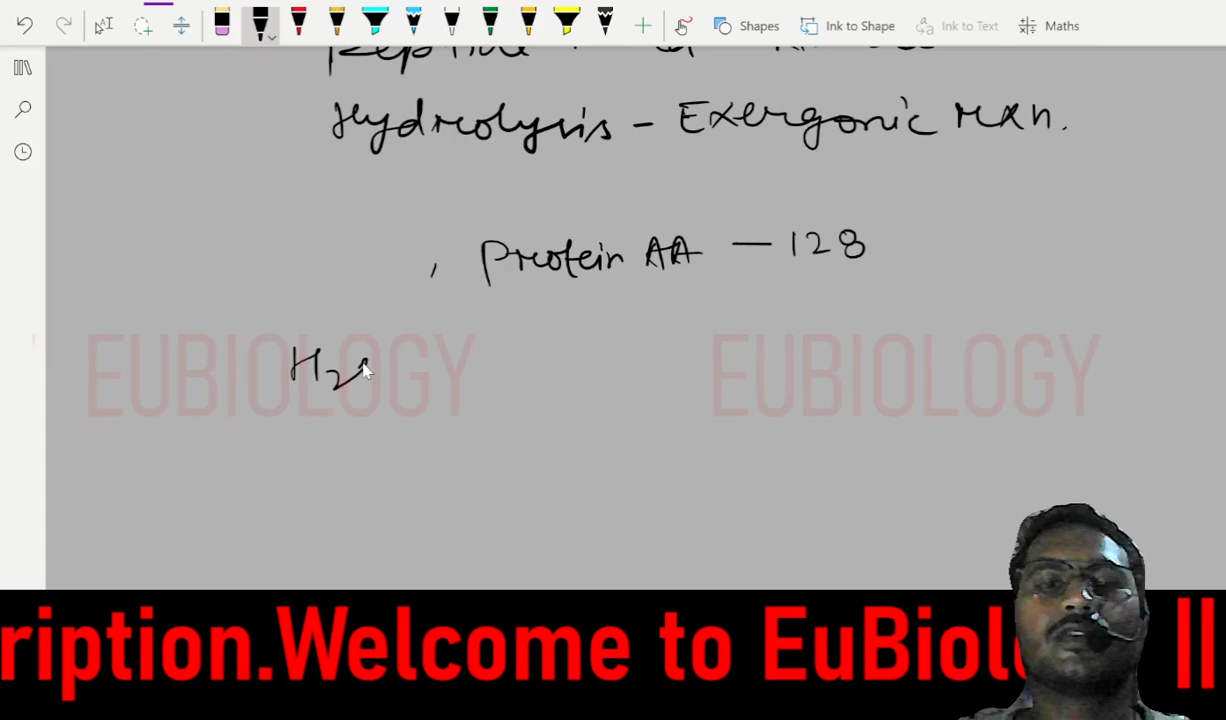 Shapes Ink to Shape Ink to Text Maths
Hydrolysis - Exergonic rxn.
, Protein AA — 128
EUBIOLOGY EUBIOLOGY
H2
ription.Welcome to EuBiol ||